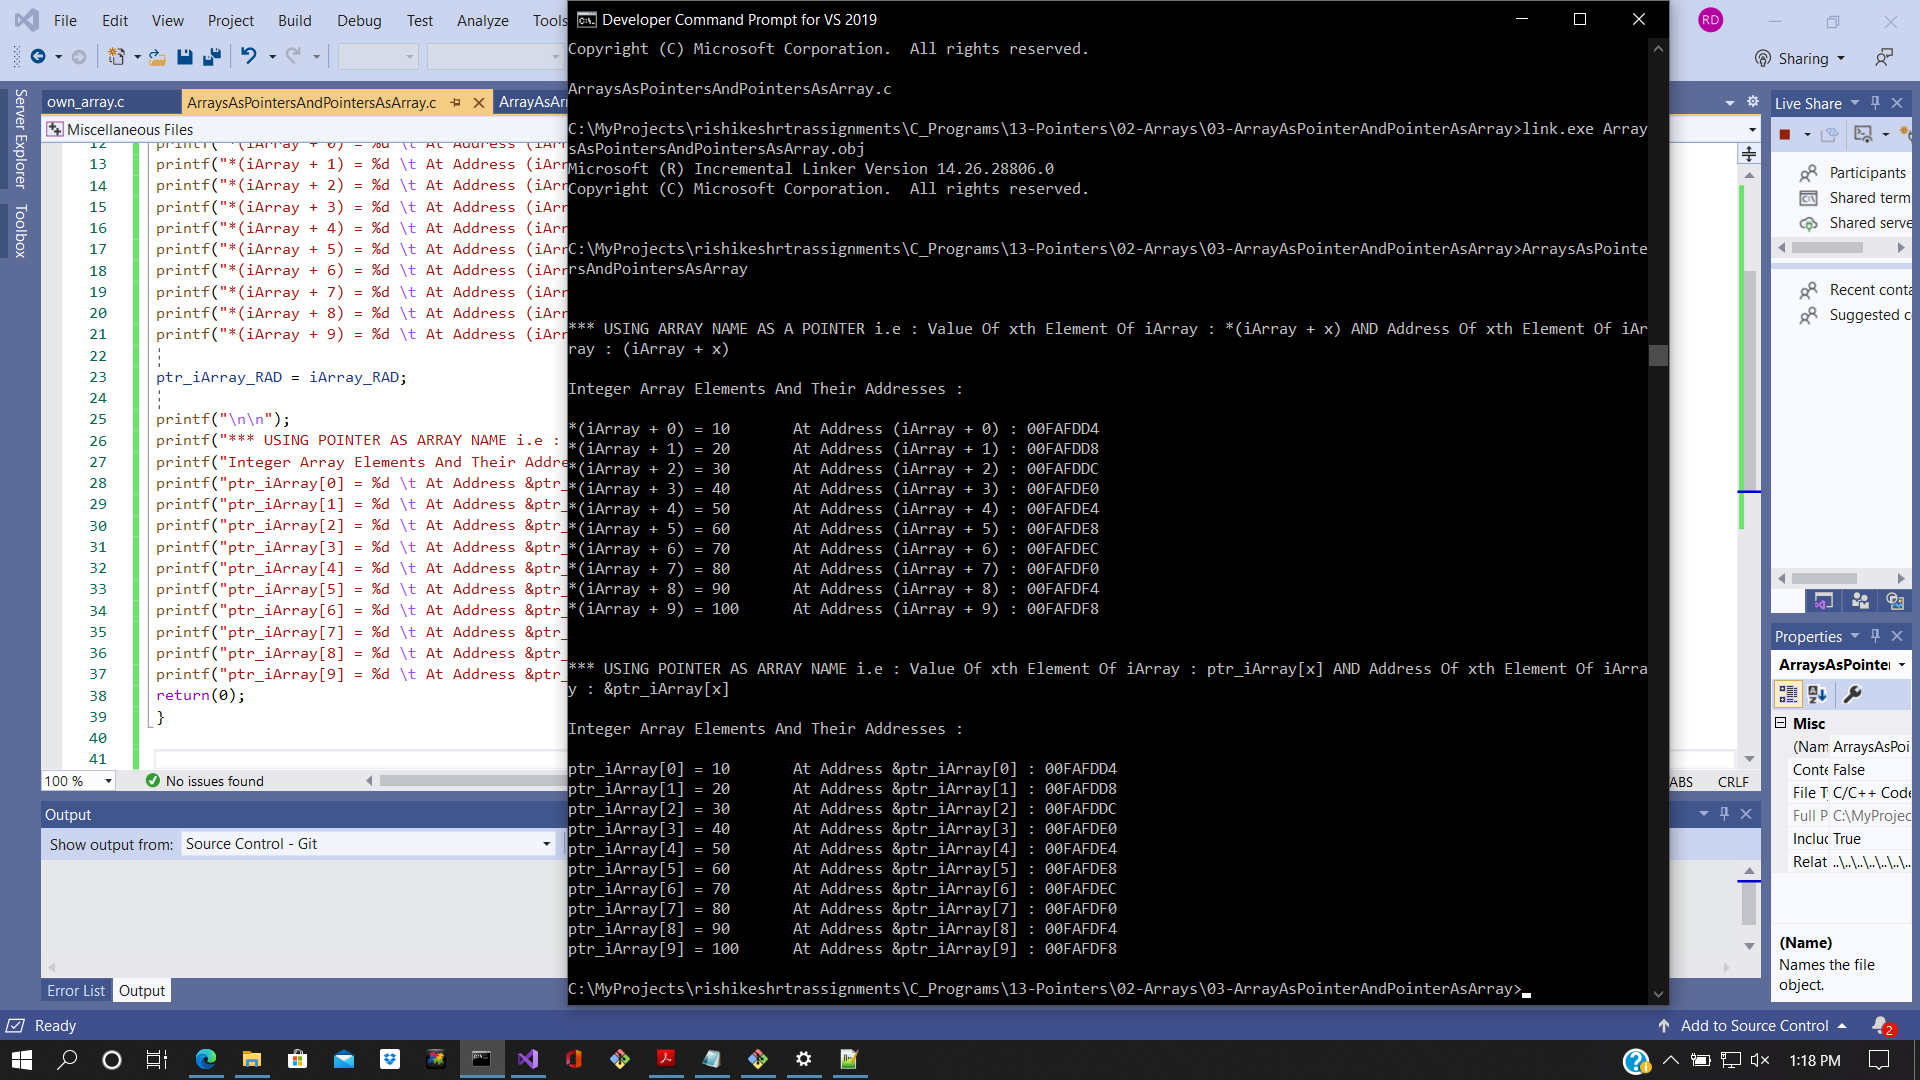 File Edit View Project Build Debug Test Analyze Tools
Developer Command Prompt for VS 2019
RD
Sharing
Server Explorer
Toolbox
own_array.c
ArraysAsPointersAndPointersAsArray.c
ArrayAsArr
Miscellaneous Files
12 printf("*(iArray + 0) = %d \t At Address (iArr
13 printf("*(iArray + 1) = %d \t At Address (iArr
14 printf("*(iArray + 2) = %d \t At Address (iArr
15 printf("*(iArray + 3) = %d \t At Address (iArr
16 printf("*(iArray + 4) = %d \t At Address (iArr
17 printf("*(iArray + 5) = %d \t At Address (iArr
18 printf("*(iArray + 6) = %d \t At Address (iArr
19 printf("*(iArray + 7) = %d \t At Address (iArr
20 printf("*(iArray + 8) = %d \t At Address (iArr
21 printf("*(iArray + 9) = %d \t At Address (iArr
22
23 ptr_iArray_RAD = iArray_RAD;
24
25 printf("\n\n");
26 printf("*** USING POINTER AS ARRAY NAME i.e :
27 printf("Integer Array Elements And Their Addre
28 printf("ptr_iArray[0] = %d \t At Address &ptr_
29 printf("ptr_iArray[1] = %d \t At Address &ptr_
30 printf("ptr_iArray[2] = %d \t At Address &ptr_
31 printf("ptr_iArray[3] = %d \t At Address &ptr_
32 printf("ptr_iArray[4] = %d \t At Address &ptr_
33 printf("ptr_iArray[5] = %d \t At Address &ptr_
34 printf("ptr_iArray[6] = %d \t At Address &ptr_
35 printf("ptr_iArray[7] = %d \t At Address &ptr_
36 printf("ptr_iArray[8] = %d \t At Address &ptr_
37 printf("ptr_iArray[9] = %d \t At Address &ptr_
38 return(0);
39 }
40
41
100 %
No issues found
ABS CRLF
Output
Show output from: Source Control - Git
Error List Output
Copyright (C) Microsoft Corporation.  All rights reserved.
ArraysAsPointersAndPointersAsArray.c
C:\MyProjects\rishikeshrtrassignments\C_Programs\13-Pointers\02-Arrays\03-ArrayAsPointerAndPointerAsArray>link.exe Array
sAsPointersAndPointersAsArray.obj
Microsoft (R) Incremental Linker Version 14.26.28806.0
Copyright (C) Microsoft Corporation.  All rights reserved.
C:\MyProjects\rishikeshrtrassignments\C_Programs\13-Pointers\02-Arrays\03-ArrayAsPointerAndPointerAsArray>ArraysAsPointe
rsAndPointersAsArray
*** USING ARRAY NAME AS A POINTER i.e : Value Of xth Element Of iArray : *(iArray + x) AND Address Of xth Element Of iAr
ray : (iArray + x)
Integer Array Elements And Their Addresses :
*(iArray + 0) = 10 At Address (iArray + 0) : 00FAFDD4
*(iArray + 1) = 20 At Address (iArray + 1) : 00FAFDD8
*(iArray + 2) = 30 At Address (iArray + 2) : 00FAFDDC
*(iArray + 3) = 40 At Address (iArray + 3) : 00FAFDE0
*(iArray + 4) = 50 At Address (iArray + 4) : 00FAFDE4
*(iArray + 5) = 60 At Address (iArray + 5) : 00FAFDE8
*(iArray + 6) = 70 At Address (iArray + 6) : 00FAFDEC
*(iArray + 7) = 80 At Address (iArray + 7) : 00FAFDF0
*(iArray + 8) = 90 At Address (iArray + 8) : 00FAFDF4
*(iArray + 9) = 100 At Address (iArray + 9) : 00FAFDF8
*** USING POINTER AS ARRAY NAME i.e : Value Of xth Element Of iArray : ptr_iArray[x] AND Address Of xth Element Of iArra
y : &ptr_iArray[x]
Integer Array Elements And Their Addresses :
ptr_iArray[0] = 10 At Address &ptr_iArray[0] : 00FAFDD4
ptr_iArray[1] = 20 At Address &ptr_iArray[1] : 00FAFDD8
ptr_iArray[2] = 30 At Address &ptr_iArray[2] : 00FAFDDC
ptr_iArray[3] = 40 At Address &ptr_iArray[3] : 00FAFDE0
ptr_iArray[4] = 50 At Address &ptr_iArray[4] : 00FAFDE4
ptr_iArray[5] = 60 At Address &ptr_iArray[5] : 00FAFDE8
ptr_iArray[6] = 70 At Address &ptr_iArray[6] : 00FAFDEC
ptr_iArray[7] = 80 At Address &ptr_iArray[7] : 00FAFDF0
ptr_iArray[8] = 90 At Address &ptr_iArray[8] : 00FAFDF4
ptr_iArray[9] = 100 At Address &ptr_iArray[9] : 00FAFDF8
C:\MyProjects\rishikeshrtrassignments\C_Programs\13-Pointers\02-Arrays\03-ArrayAsPointerAndPointerAsArray>
Live Share
Participants
Shared term
Shared serve
Recent conta
Suggested c
Properties
ArraysAsPointe
Misc
(Nam ArraysAsPoi
Conte False
File Ty C/C++ Code
Full P C:\MyProjec
Includ True
Relat ..\..\..\..\..\..
(Name)
Names the file
object.
Ready
Add to Source Control
2
1:18 PM